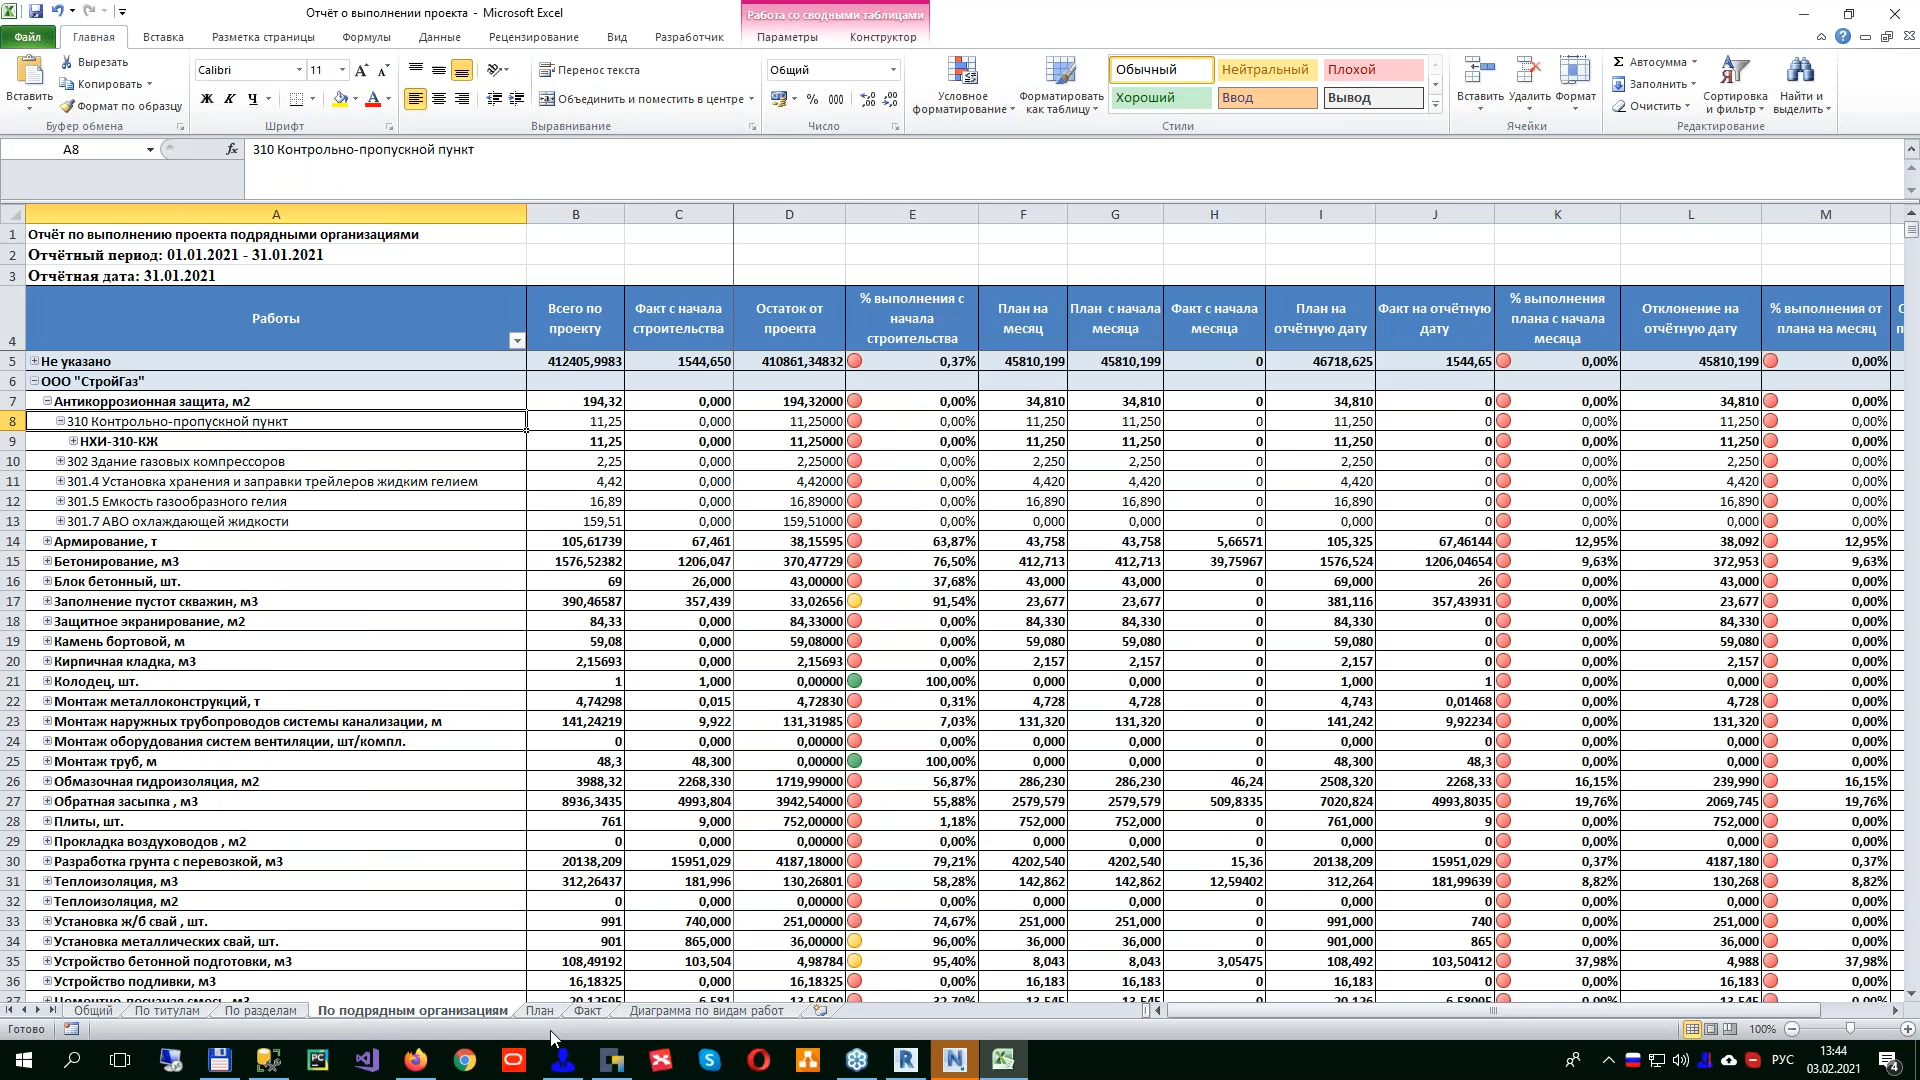 Отчёт о выполнении проекта - Microsoft Excel
Работа со сводными таблицами
Файл Главная Вставка Разметка страницы Формулы Данные Рецензирование Вид Разработчик Параметры Конструктор
Вставить
Вырезать
Копировать
Формат по образцу
Буфер обмена
Calibri 11
Ж К Ч
Шрифт
Перенос текста
Объединить и поместить в центре
Выравнивание
Общий
% 000
Число
Условное форматирование
Форматировать как таблицу
Обычный Нейтральный Плохой
Хороший Ввод Вывод
Стили
Вставить Удалить Формат
Ячейки
Автосумма
Заполнить
Очистить
Сортировка и фильтр
Найти и выделить
Редактирование
A8 fx 310 Контрольно-пропускной пункт
A B C D E F G H I J K L M
1 Отчёт по выполнению проекта подрядными организациями
2 Отчётный период: 01.01.2021 - 31.01.2021
3 Отчётная дата: 31.01.2021
4 Работы Всего по проекту Факт с начала строительства Остаток от проекта % выполнения с начала строительства План на месяц План с начала месяца Факт с начала месяца План на отчётную дату Факт на отчётную дату % выполнения плана с начала месяца Отклонение на отчётную дату % выполнения от плана на месяц
5 Не указано 412405,9983 1544,650 410861,34832 0,37% 45810,199 45810,199 0 46718,625 1544,65 0,00% 45810,199 0,00%
6 ООО "СтройГаз"
7 Антикоррозионная защита, м2 194,32 0,000 194,32000 0,00% 34,810 34,810 0 34,810 0 0,00% 34,810 0,00%
8 310 Контрольно-пропускной пункт 11,25 0,000 11,25000 0,00% 11,250 11,250 0 11,250 0 0,00% 11,250 0,00%
9 НХИ-310-КЖ 11,25 0,000 11,25000 0,00% 11,250 11,250 0 11,250 0 0,00% 11,250 0,00%
10 302 Здание газовых компрессоров 2,25 0,000 2,25000 0,00% 2,250 2,250 0 2,250 0 0,00% 2,250 0,00%
11 301.4 Установка хранения и заправки трейлеров жидким гелием 4,42 0,000 4,42000 0,00% 4,420 4,420 0 4,420 0 0,00% 4,420 0,00%
12 301.5 Емкость газообразного гелия 16,89 0,000 16,89000 0,00% 16,890 16,890 0 16,890 0 0,00% 16,890 0,00%
13 301.7 АВО охлаждающей жидкости 159,51 0,000 159,51000 0,00% 0,000 0,000 0 0,000 0 0,00% 0,000 0,00%
14 Армирование, т 105,61739 67,461 38,15595 63,87% 43,758 43,758 5,66571 105,325 67,46144 12,95% 38,092 12,95%
15 Бетонирование, м3 1576,52382 1206,047 370,47729 76,50% 412,713 412,713 39,75967 1576,524 1206,04654 9,63% 372,953 9,63%
16 Блок бетонный, шт. 69 26,000 43,00000 37,68% 43,000 43,000 0 69,000 26 0,00% 43,000 0,00%
17 Заполнение пустот скважин, м3 390,46587 357,439 33,02656 91,54% 23,677 23,677 0 381,116 357,43931 0,00% 23,677 0,00%
18 Защитное экранирование, м2 84,33 0,000 84,33000 0,00% 84,330 84,330 0 84,330 0 0,00% 84,330 0,00%
19 Камень бортовой, м 59,08 0,000 59,08000 0,00% 59,080 59,080 0 59,080 0 0,00% 59,080 0,00%
20 Кирпичная кладка, м3 2,15693 0,000 2,15693 0,00% 2,157 2,157 0 2,157 0 0,00% 2,157 0,00%
21 Колодец, шт. 1 1,000 0,00000 100,00% 0,000 0,000 0 1,000 1 0,00% 0,000 0,00%
22 Монтаж металлоконструкций, т 4,74298 0,015 4,72830 0,31% 4,728 4,728 0 4,743 0,01468 0,00% 4,728 0,00%
23 Монтаж наружных трубопроводов системы канализации, м 141,24219 9,922 131,31985 7,03% 131,320 131,320 0 141,242 9,92234 0,00% 131,320 0,00%
24 Монтаж оборудования систем вентиляции, шт/компл. 0 0,000 0,00000 0,00% 0,000 0,000 0 0,000 0 0,00% 0,000 0,00%
25 Монтаж труб, м 48,3 48,300 0,00000 100,00% 0,000 0,000 0 48,300 48,3 0,00% 0,000 0,00%
26 Обмазочная гидроизоляция, м2 3988,32 2268,330 1719,99000 56,87% 286,230 286,230 46,24 2508,320 2268,33 16,15% 239,990 16,15%
27 Обратная засыпка , м3 8936,3435 4993,804 3942,54000 55,88% 2579,579 2579,579 509,8335 7020,824 4993,8035 19,76% 2069,745 19,76%
28 Плиты, шт. 761 9,000 752,00000 1,18% 752,000 752,000 0 761,000 9 0,00% 752,000 0,00%
29 Прокладка воздуховодов , м2 0 0,000 0,00000 0,00% 0,000 0,000 0 0,000 0 0,00% 0,000 0,00%
30 Разработка грунта с перевозкой, м3 20138,209 15951,029 4187,18000 79,21% 4202,540 4202,540 15,36 20138,209 15951,029 0,37% 4187,180 0,37%
31 Теплоизоляция, м3 312,26437 181,996 130,26801 58,28% 142,862 142,862 12,59402 312,264 181,99639 8,82% 130,268 8,82%
32 Теплоизоляция, м2 0 0,000 0,00000 0,00% 0,000 0,000 0 0,000 0 0,00% 0,000 0,00%
33 Установка ж/б свай , шт. 991 740,000 251,00000 74,67% 251,000 251,000 0 991,000 740 0,00% 251,000 0,00%
34 Установка металлических свай, шт. 901 865,000 36,00000 96,00% 36,000 36,000 0 901,000 865 0,00% 36,000 0,00%
35 Устройство бетонной подготовки, м3 108,49192 103,504 4,98784 95,40% 8,043 8,043 3,05475 108,492 103,50412 37,98% 4,988 37,98%
36 Устройство подливки, м3 16,18325 0,000 16,18325 0,00% 16,183 16,183 0 16,183 0 0,00% 16,183 0,00%
Общий По титулам По разделам По подрядным организациям План Факт Диаграмма по видам работ
Готово 100%
РУС 13:44
03.02.2021
4